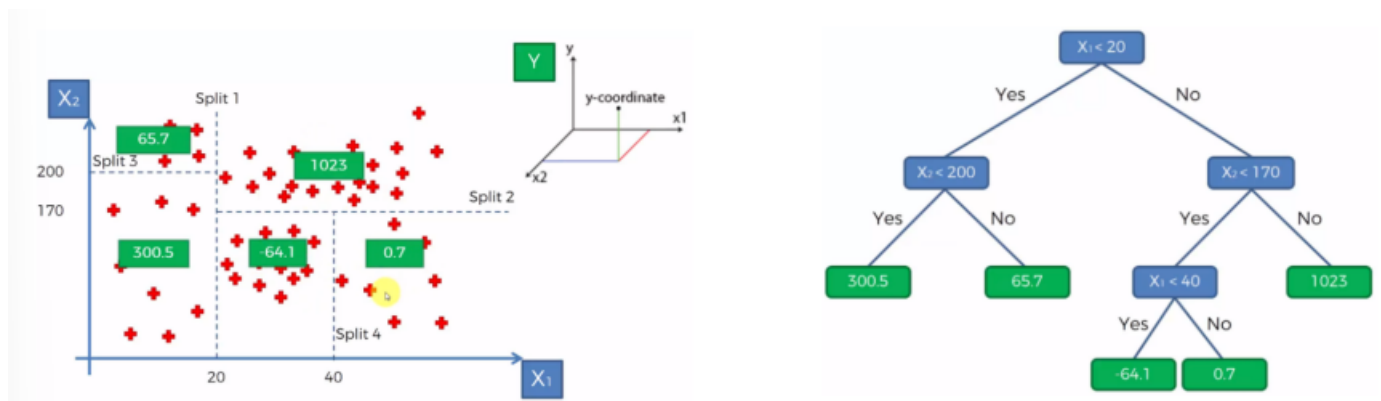 Y
y
y-coordinate
x1
x2
X₂
Split 1
65.7
1023
Split 3
200
Split 2
170
300.5
-64.1
0.7
Split 4
20
40
X₁
X₁ < 20
Yes
No
X₂ < 200
X₂ < 170
Yes
No
Yes
No
300.5
65.7
X₁ < 40
1023
Yes
No
-64.1
0.7